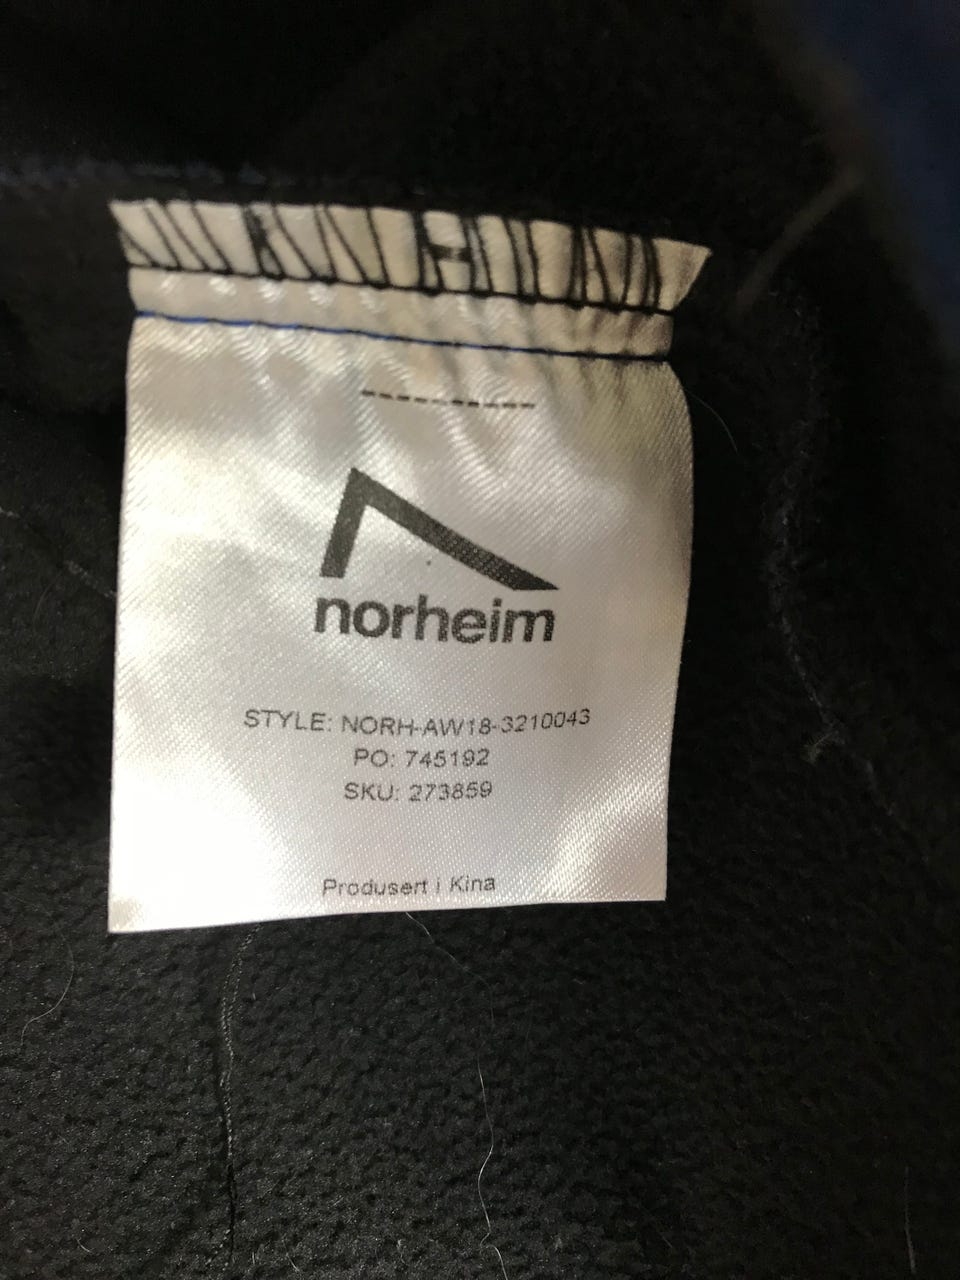 norheim
STYLE: NORH-AW18-3210043
PO: 745192
SKU: 273859
Produsert i Kina